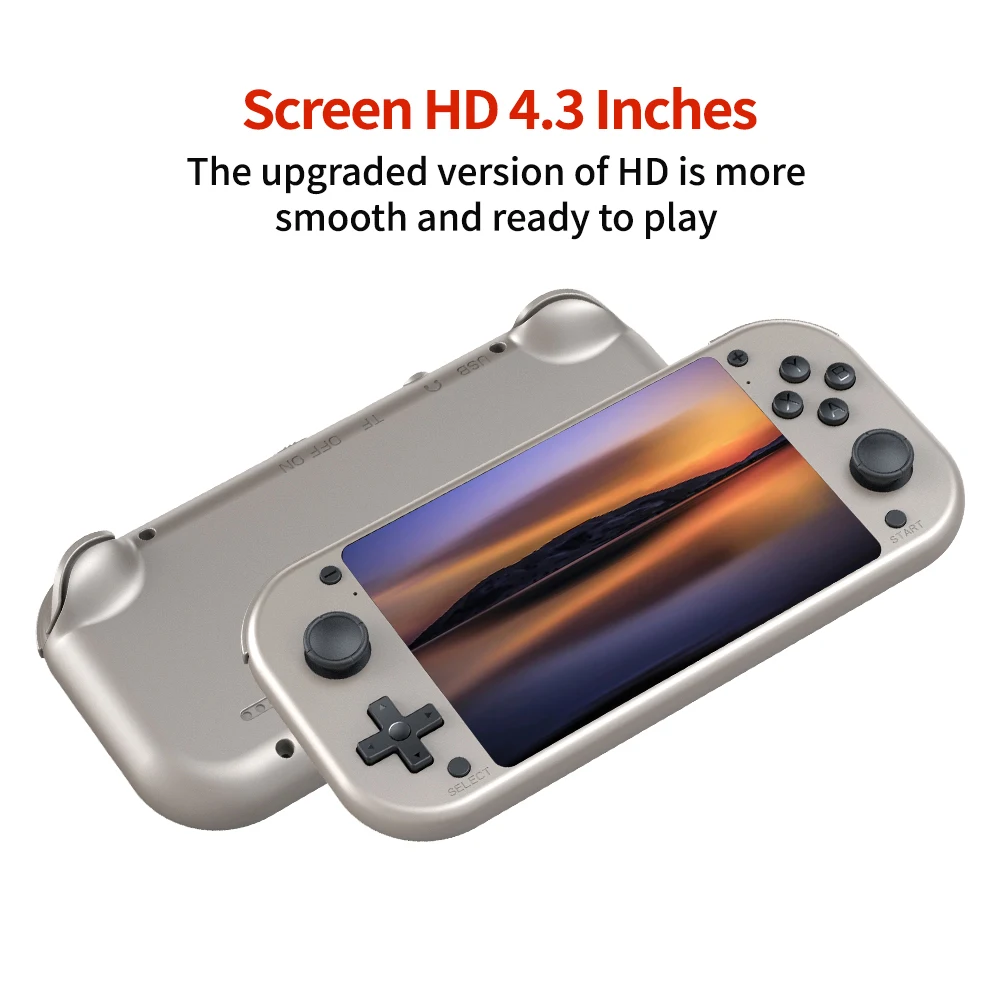 Screen HD 4.3 Inches
The upgraded version of HD is more
smooth and ready to play
USB
TF
OFF ON
+
Y
B
X
A
START
−
SELECT